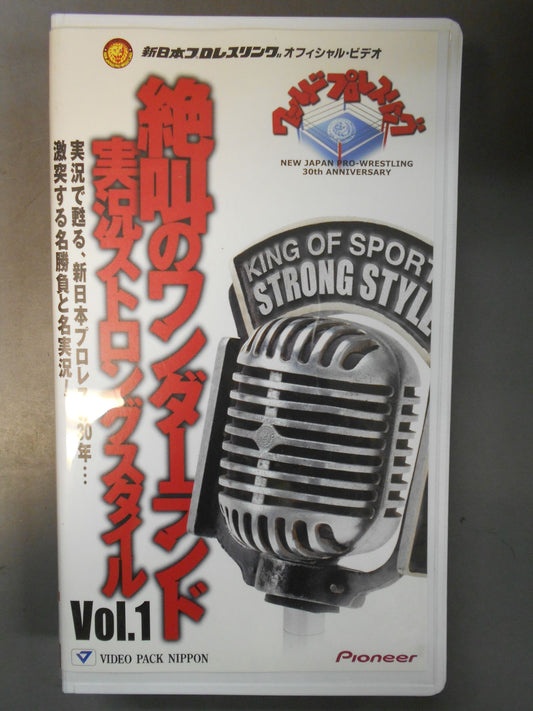 新日本プロレスリング オフィシャル・ビデオ
ワールドプロレスリング
NEW JAPAN PRO-WRESTLING
30th ANNIVERSARY
KING OF SPORT
STRONG STYLE
絶叫のワンダーランド
実況ストロングスタイル
実況で甦る、新日本プロレス 30年…
激突する名勝負と名実況！
Vol.1
VIDEO PACK NIPPON
Pioneer